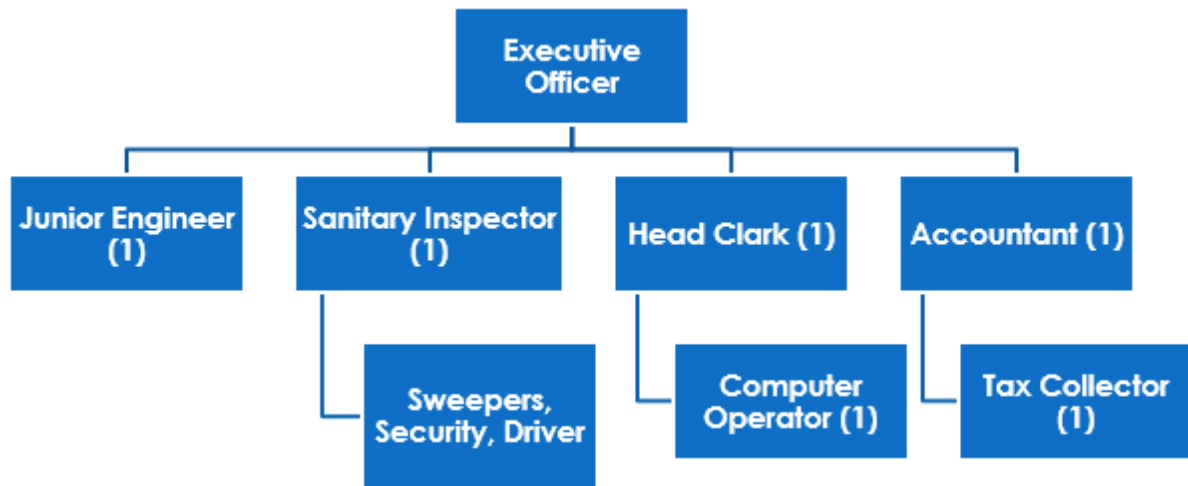 Executive
Officer
Junior Engineer
(1)
Sanitary Inspector
(1)
Head Clark (1)
Accountant (1)
Sweepers,
Security, Driver
Computer
Operator (1)
Tax Collector
(1)